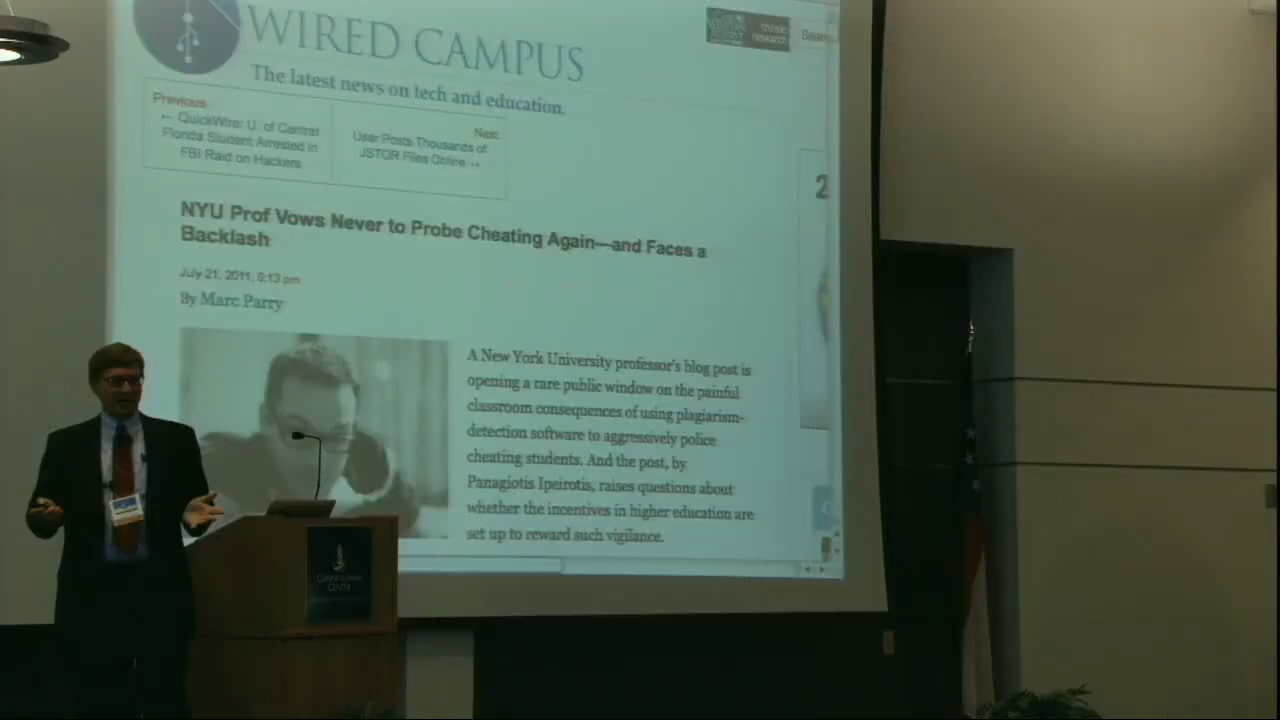 WIRED CAMPUS
The latest news on tech and education.
Think
research
Previous:
← QuickWire: U. of Central
Florida Student Arrested in
FBI Raid on Hackers
Next:
User Posts Thousands of
JSTOR Files Online →
2
NYU Prof Vows Never to Probe Cheating Again—and Faces a
Backlash
July 21, 2011, 6:13 pm
By Marc Parry
A New York University professor's blog post is
opening a rare public window on the painful
classroom consequences of using plagiarism-
detection software to aggressively police
cheating students. And the post, by
Panagiotis Ipeirotis, raises questions about
whether the incentives in higher education are
set up to reward such vigilance.
CENTER